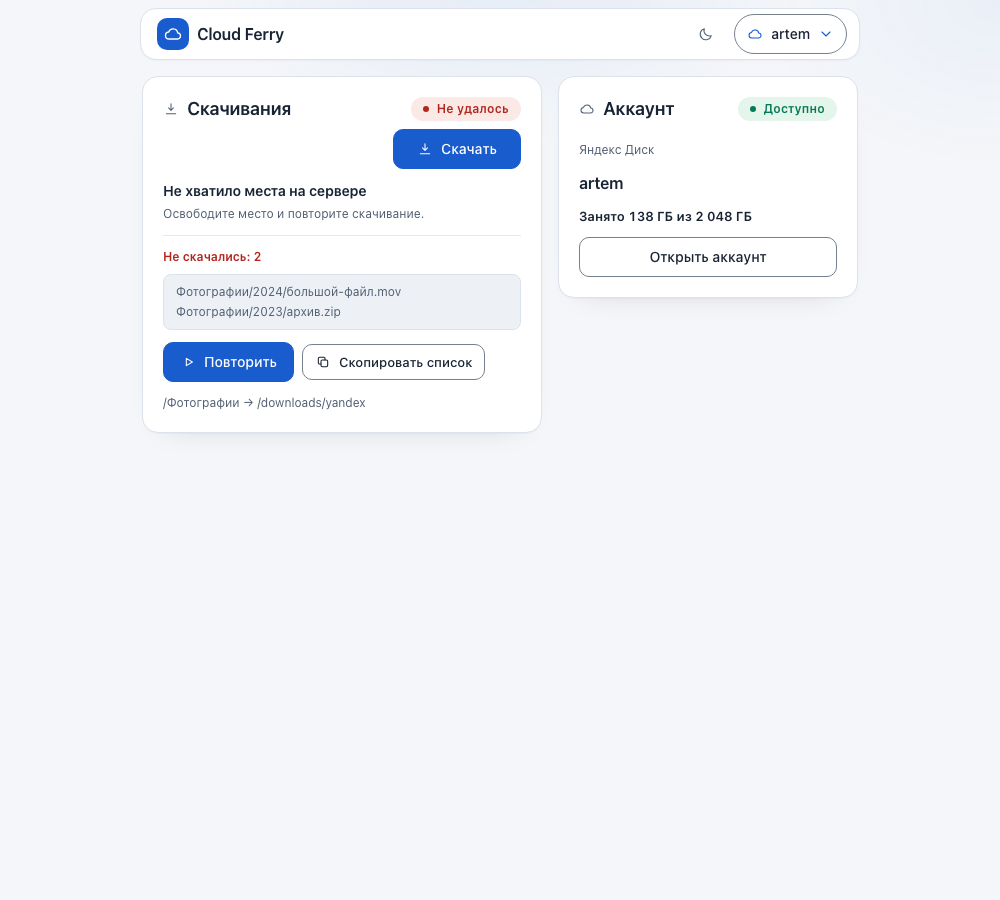 Cloud Ferry
artem
Скачивания
Не удалось
Скачать
Не хватило места на сервере
Освободите место и повторите скачивание.
Не скачались: 2
Фотографии/2024/большой-файл.mov
Фотографии/2023/архив.zip
Повторить
Скопировать список
/Фотографии → /downloads/yandex
Аккаунт
Доступно
Яндекс Диск
artem
Занято 138 ГБ из 2 048 ГБ
Открыть аккаунт